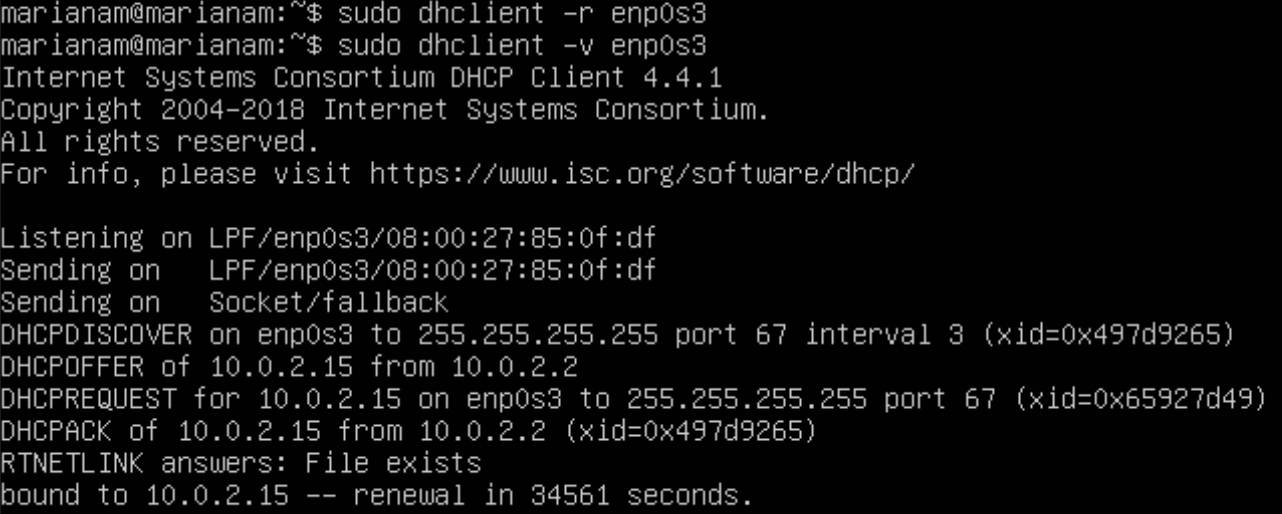 marianam@marianam:~$ sudo dhclient -r enp0s3
marianam@marianam:~$ sudo dhclient -v enp0s3
Internet Systems Consortium DHCP Client 4.4.1
Copyright 2004-2018 Internet Systems Consortium.
All rights reserved.
For info, please visit https://www.isc.org/software/dhcp/

Listening on LPF/enp0s3/08:00:27:85:0f:df
Sending on   LPF/enp0s3/08:00:27:85:0f:df
Sending on   Socket/fallback
DHCPDISCOVER on enp0s3 to 255.255.255.255 port 67 interval 3 (xid=0x497d9265)
DHCPOFFER of 10.0.2.15 from 10.0.2.2
DHCPREQUEST for 10.0.2.15 on enp0s3 to 255.255.255.255 port 67 (xid=0x65927d49)
DHCPACK of 10.0.2.15 from 10.0.2.2 (xid=0x497d9265)
RTNETLINK answers: File exists
bound to 10.0.2.15 -- renewal in 34561 seconds.